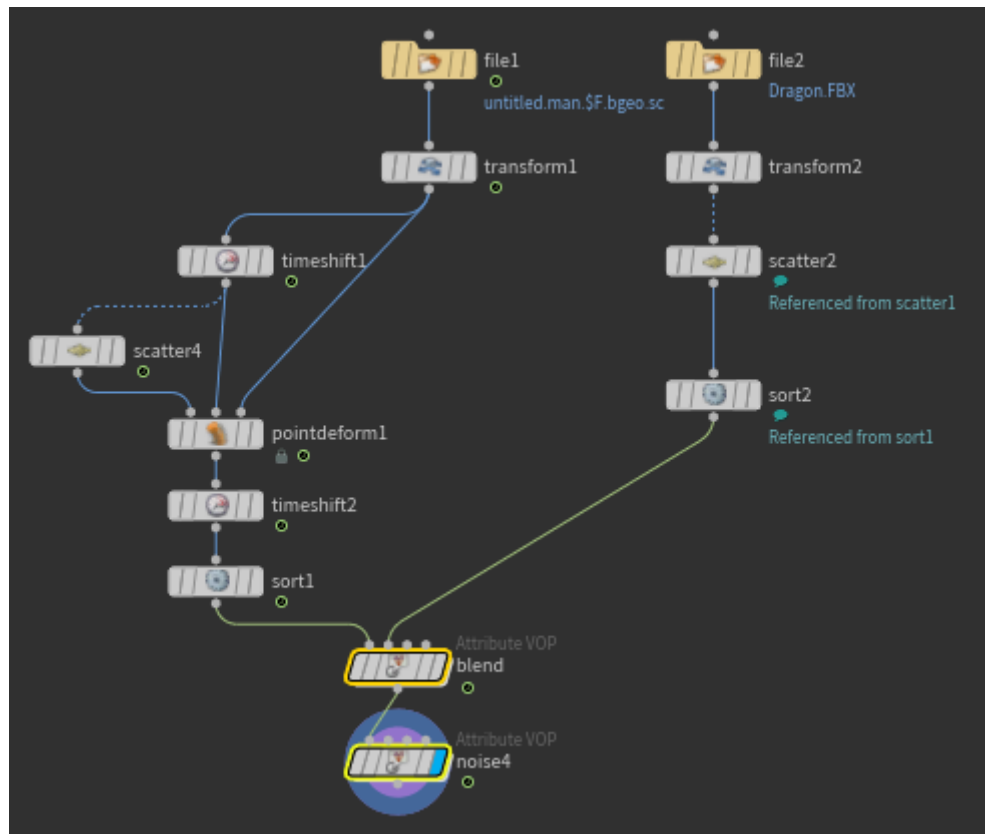 file1
untitled.man.$F.bgeo.sc
file2
Dragon.FBX
transform1
transform2
timeshift1
scatter2
Referenced from scatter1
scatter4
sort2
Referenced from sort1
pointdeform1
timeshift2
sort1
Attribute VOP
blend
Attribute VOP
noise4